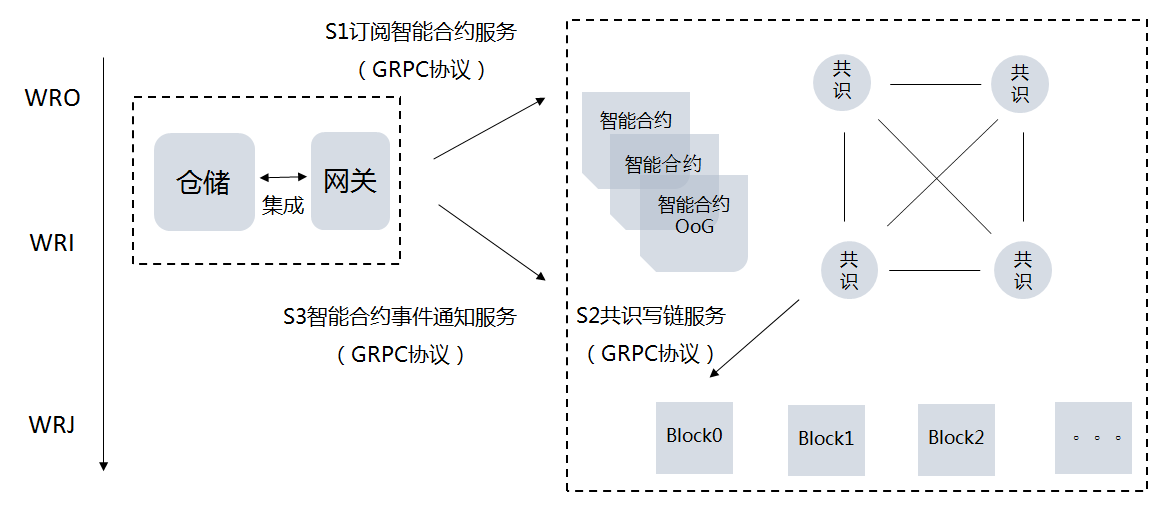 S1订阅智能合约服务
（GRPC协议）
WRO
WRI
WRJ
仓储
集成
网关
智能合约
智能合约
智能合约
OoG
共
识
共
识
共
识
共
识
S3智能合约事件通知服务
（GRPC协议）
S2共识写链服务
（GRPC协议）
Block0
Block1
Block2
。。。